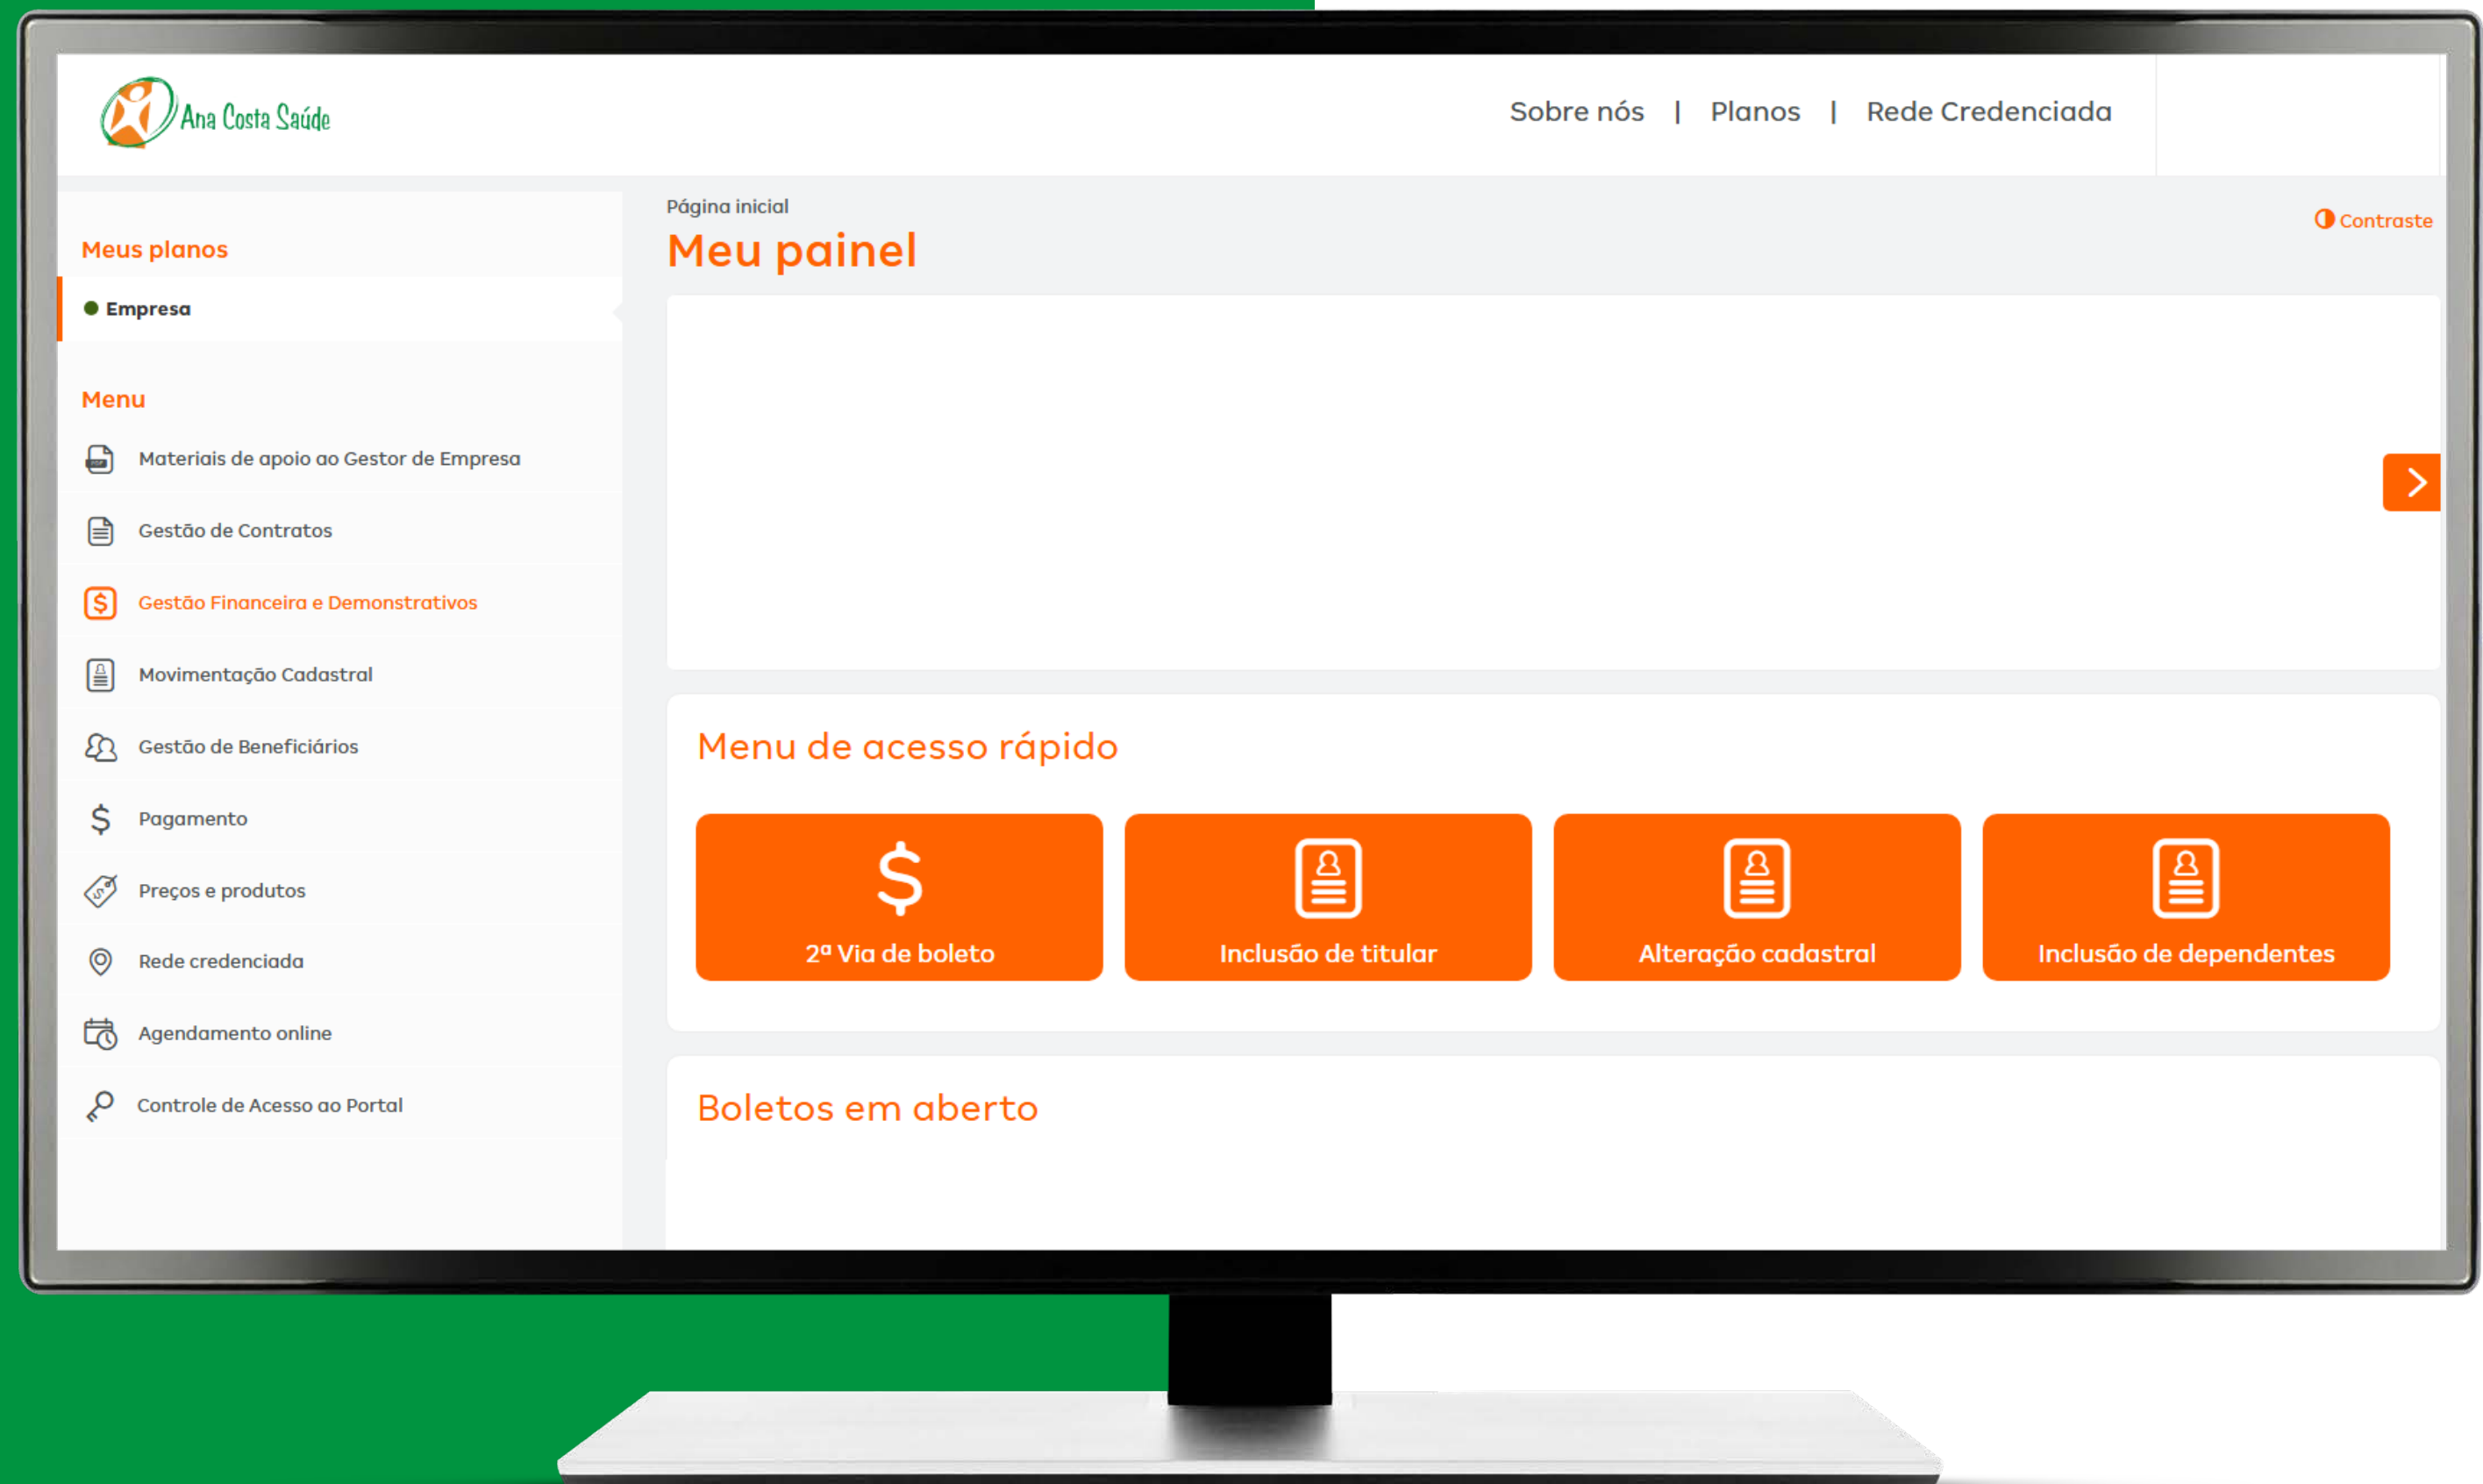 Ana Costa Saúde
Sobre nós | Planos | Rede Credenciada
Meus planos
Empresa
Menu
Materiais de apoio ao Gestor de Empresa
Gestão de Contratos
Gestão Financeira e Demonstrativos
Movimentação Cadastral
Gestão de Beneficiários
Pagamento
Preços e produtos
Rede credenciada
Agendamento online
Controle de Acesso ao Portal
Página inicial
Contraste
Meu painel
Menu de acesso rápido
2ª Via de boleto
Inclusão de titular
Alteração cadastral
Inclusão de dependentes
Boletos em aberto